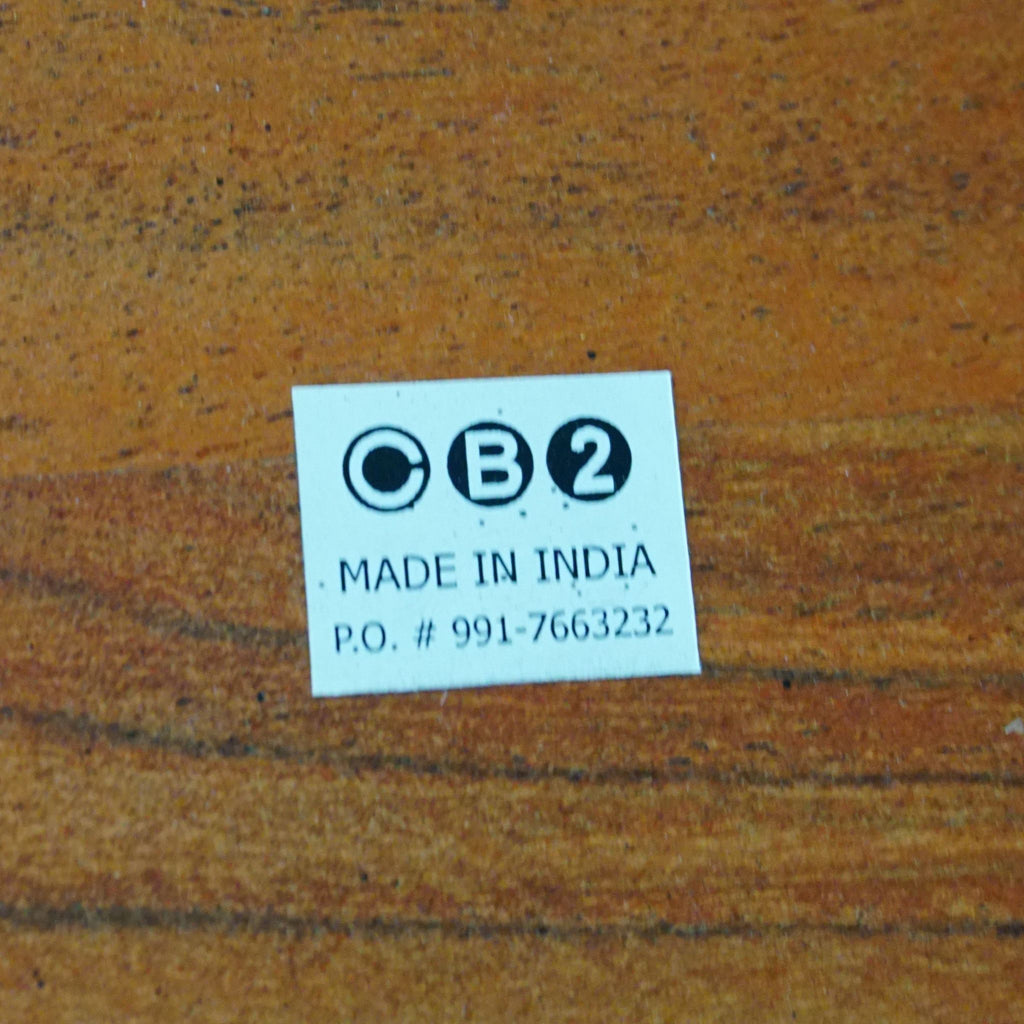 CB2
MADE IN INDIA
P.O. # 991-7663232